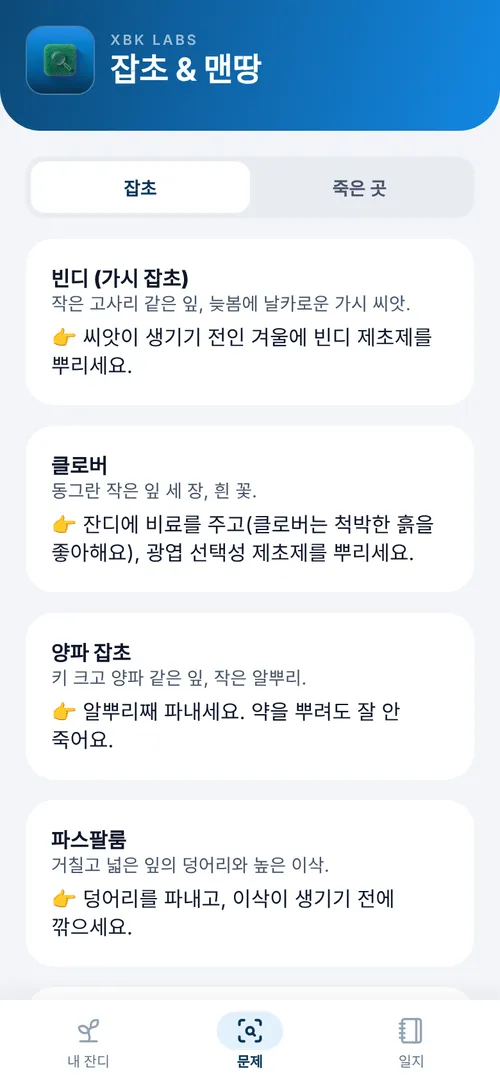 XBK LABS
잡초 & 맨땅
잡초
죽은 곳
빈디 (가시 잡초)
작은 고사리 같은 잎, 늦봄에 날카로운 가시 씨앗.
👉 씨앗이 생기기 전인 겨울에 빈디 제초제를
뿌리세요.
클로버
동그란 작은 잎 세 장, 흰 꽃.
👉 잔디에 비료를 주고(클로버는 척박한 흙을
좋아해요), 광엽 선택성 제초제를 뿌리세요.
양파 잡초
키 크고 양파 같은 잎, 작은 알뿌리.
👉 알뿌리째 파내세요. 약을 뿌려도 잘 안
죽어요.
파스팔룸
거칠고 넓은 잎의 덩어리와 높은 이삭.
👉 덩어리를 파내고, 이삭이 생기기 전에
깎으세요.
내 잔디
문제
일지